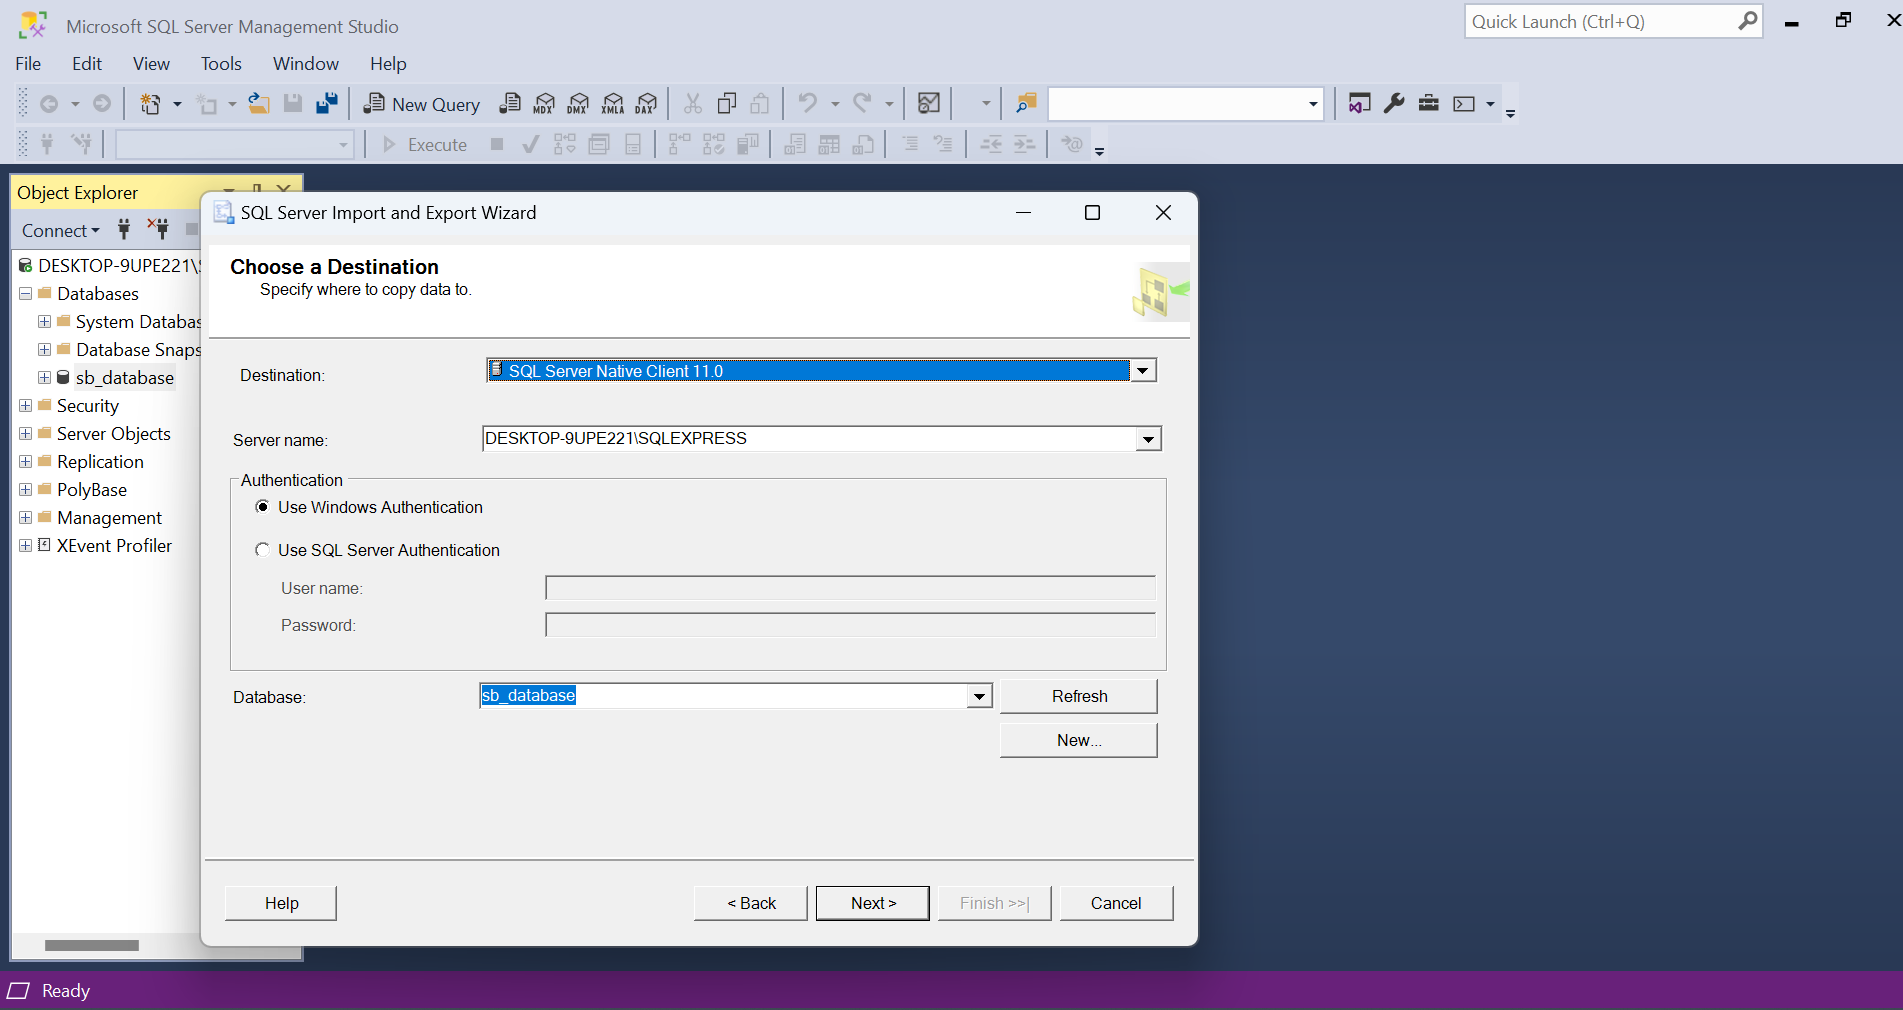 Microsoft SQL Server Management Studio
Quick Launch (Ctrl+Q)
File Edit View Tools Window Help
New Query MDX DMX XMLA DAX
Execute
Object Explorer
Connect
DESKTOP-9UPE221\
Databases
System Databas
Database Snaps
sb_database
Security
Server Objects
Replication
PolyBase
Management
XEvent Profiler
SQL Server Import and Export Wizard
Choose a Destination
Specify where to copy data to.
Destination: SQL Server Native Client 11.0
Server name: DESKTOP-9UPE221\SQLEXPRESS
Authentication
Use Windows Authentication
Use SQL Server Authentication
User name:
Password:
Database: sb_database Refresh
New...
Help < Back Next > Finish >>| Cancel
Ready